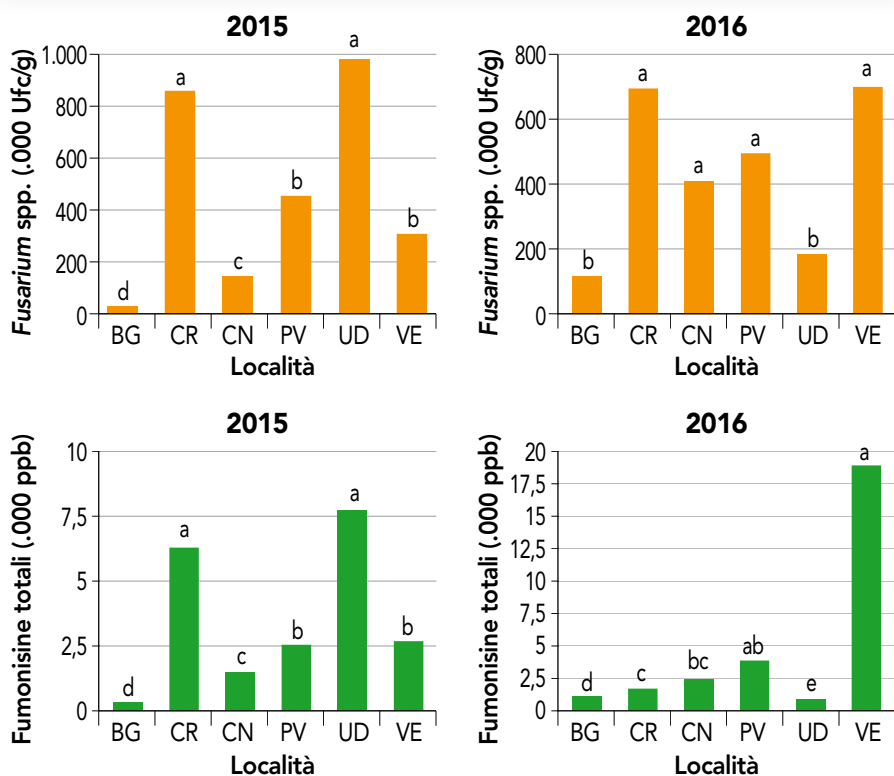 2015
Fusarium spp. (.000 Ufc/g)
1.000
800
600
400
200
0
d
a
c
b
a
b
BG CR CN PV UD VE
Località
2016
Fusarium spp. (.000 Ufc/g)
800
600
400
200
0
b
a
a
a
b
a
BG CR CN PV UD VE
Località
2015
Fumonisine totali (.000 ppb)
10
7,5
5
2,5
0
d
a
c
b
a
b
BG CR CN PV UD VE
Località
2016
Fumonisine totali (.000 ppb)
20
17,5
15
12,5
10
7,5
5
2,5
0
d
c
bc
ab
e
a
BG CR CN PV UD VE
Località